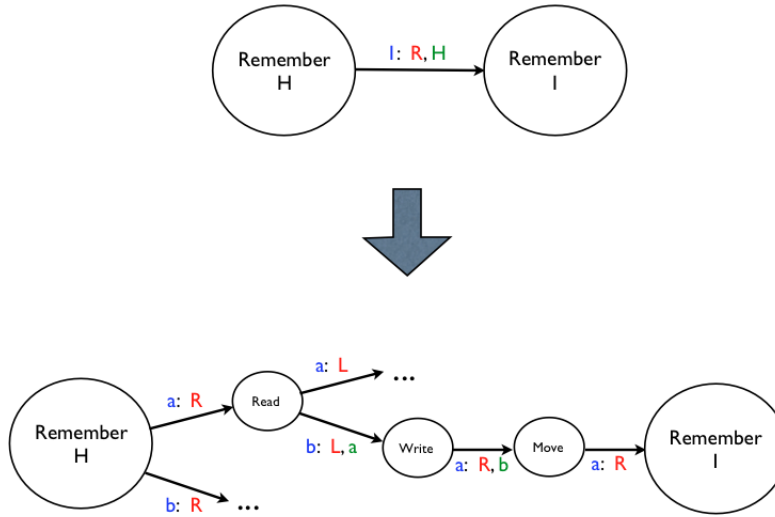 Remember
H
I: R, H
Remember
I
a: L
...
a: R
Read
Remember
H
b: L, a
Write
a: R, b
Move
a: R
Remember
I
b: R
...